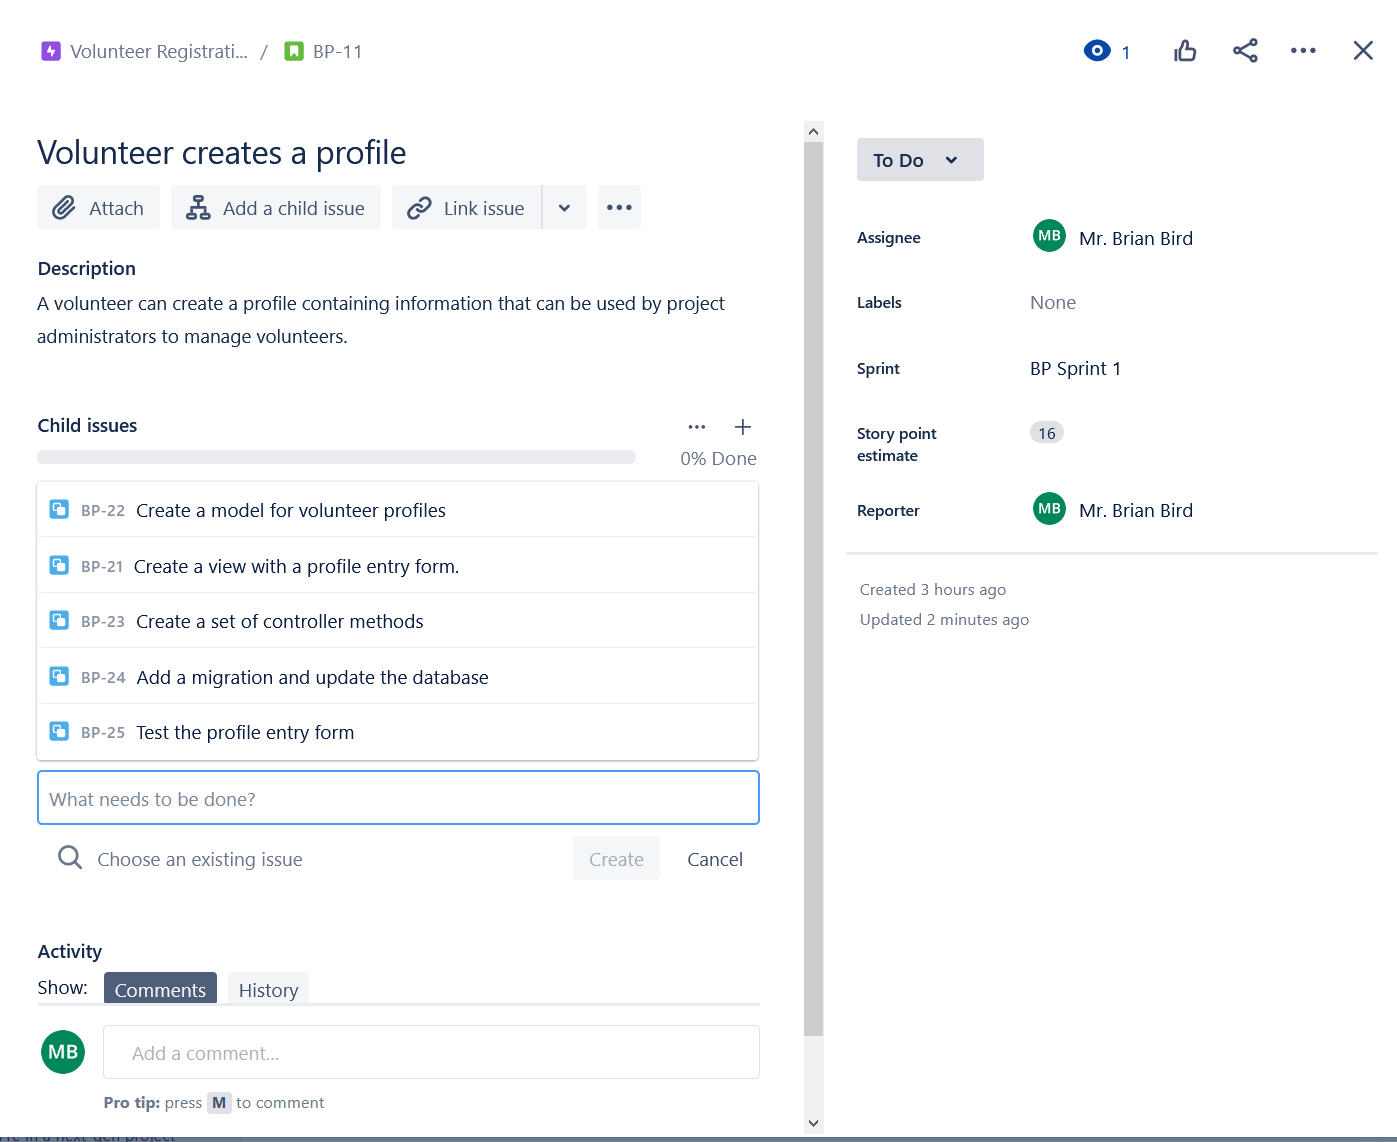 Volunteer Registrati... / BP-11
1
Volunteer creates a profile
Attach
Add a child issue
Link issue
Description
A volunteer can create a profile containing information that can be used by project
administrators to manage volunteers.
Child issues
0% Done
BP-22 Create a model for volunteer profiles
BP-21 Create a view with a profile entry form.
BP-23 Create a set of controller methods
BP-24 Add a migration and update the database
BP-25 Test the profile entry form
What needs to be done?
Choose an existing issue
Create
Cancel
Activity
Show: Comments History
MB Add a comment...
Pro tip: press M to comment
To Do
Assignee MB Mr. Brian Bird
Labels None
Sprint BP Sprint 1
Story point
estimate
16
Reporter MB Mr. Brian Bird
Created 3 hours ago
Updated 2 minutes ago